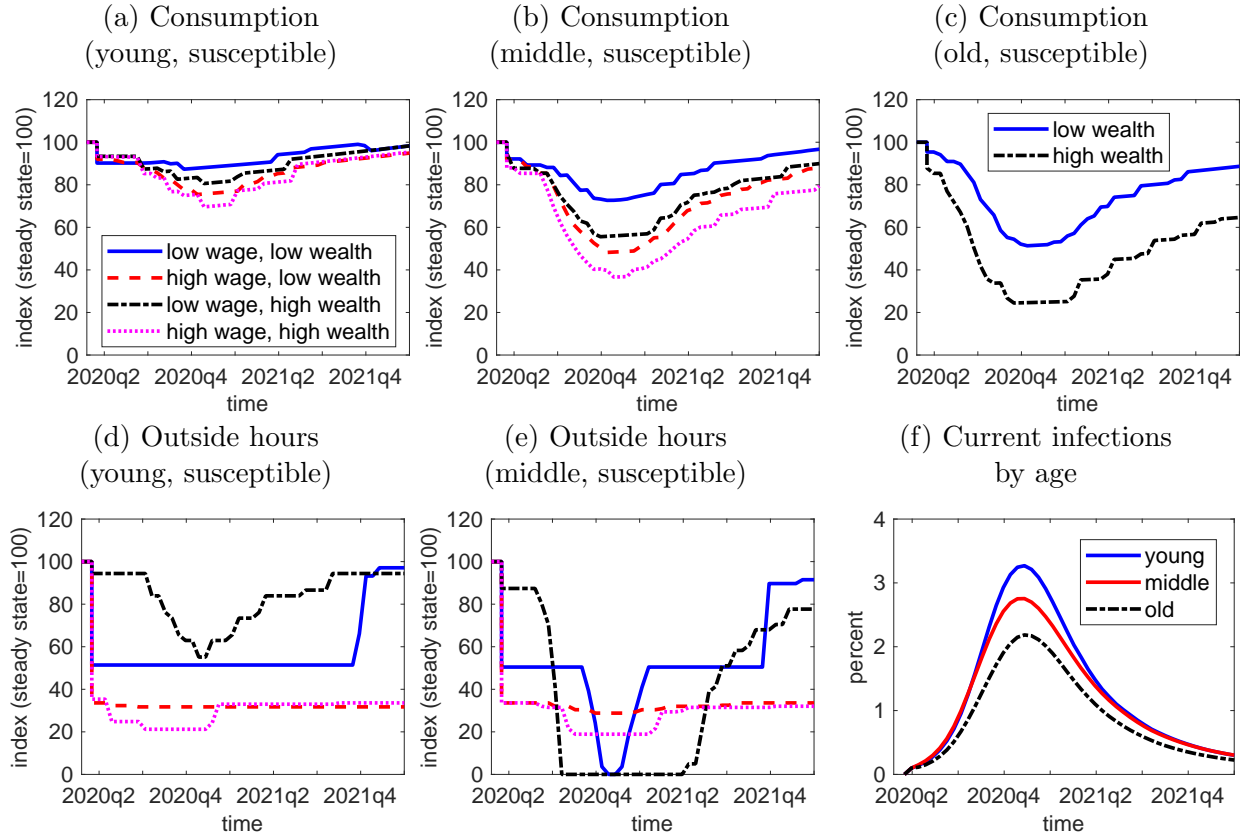 (a) Consumption
(young, susceptible)
(b) Consumption
(middle, susceptible)
(c) Consumption
(old, susceptible)
index (steady state=100)
120
100
80
60
40
20
0
low wage, low wealth
high wage, low wealth
low wage, high wealth
high wage, high wealth
2020q2 2020q4 2021q2 2021q4
time
index (steady state=100)
120
100
80
60
40
20
0
2020q2 2020q4 2021q2 2021q4
time
index (steady state=100)
120
100
80
60
40
20
0
low wealth
high wealth
2020q2 2020q4 2021q2 2021q4
time
(d) Outside hours
(young, susceptible)
(e) Outside hours
(middle, susceptible)
(f) Current infections
by age
index (steady state=100)
120
100
80
60
40
20
0
2020q2 2020q4 2021q2 2021q4
time
index (steady state=100)
120
100
80
60
40
20
0
2020q2 2020q4 2021q2 2021q4
time
percent
4
3
2
1
0
young
middle
old
2020q2 2020q4 2021q2 2021q4
time